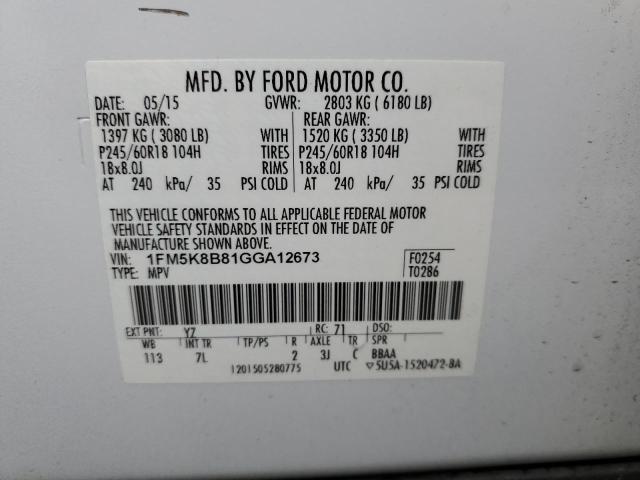 MFD. BY FORD MOTOR CO.
DATE: 05/15 GVWR: 2803 KG ( 6180 LB)
FRONT GAWR: REAR GAWR:
1397 KG ( 3080 LB) WITH 1520 KG ( 3350 LB) WITH
P245/60R18 104H TIRES P245/60R18 104H TIRES
18x8.0J RIMS 18x8.0J RIMS
AT 240 kPa/ 35 PSI COLD AT 240 kPa/ 35 PSI COLD
THIS VEHICLE CONFORMS TO ALL APPLICABLE FEDERAL MOTOR
VEHICLE SAFETY STANDARDS IN EFFECT ON THE DATE OF
MANUFACTURE SHOWN ABOVE.
VIN: 1FM5K8B81GGA12673 F0254
TYPE: MPV T0286
EXT PNT: YZ RC: 71 DSO:
WB INT TR TP/PS R AXLE TR SPR
113 7L 2 3J C BBAA
1201505280775 UTC ▽5U5A-1520472-BA